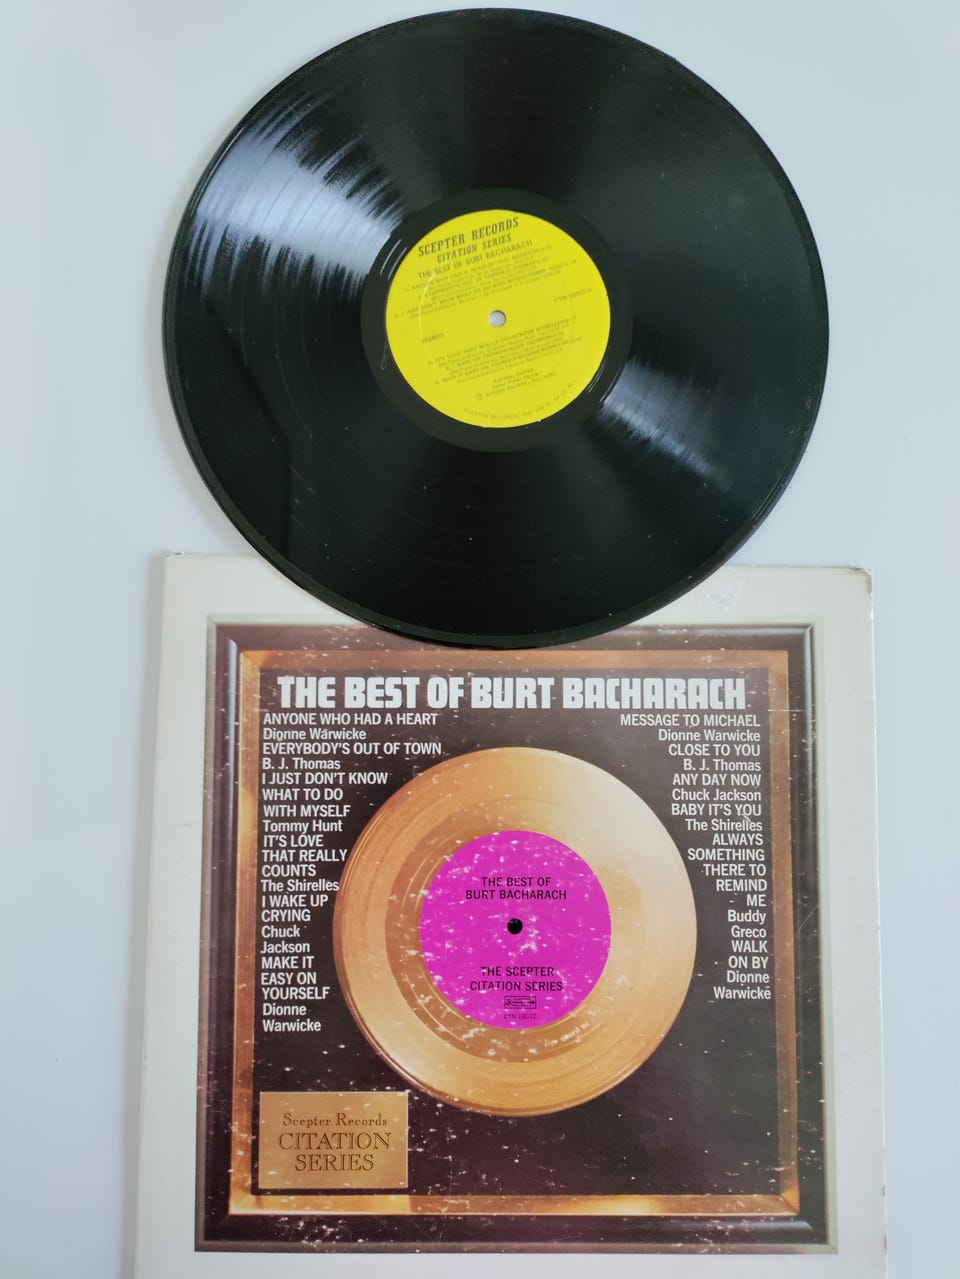 SCEPTER RECORDS
CITATION SERIES
THE BEST OF BURT BACHARACH
CTN 18012-A
STEREO
THE BEST OF BURT BACHARACH
ANYONE WHO HAD A HEART
Dionne Warwicke
EVERYBODY'S OUT OF TOWN
B. J. Thomas
I JUST DON'T KNOW
WHAT TO DO
WITH MYSELF
Tommy Hunt
IT'S LOVE
THAT REALLY
COUNTS
The Shirelles
I WAKE UP
CRYING
Chuck
Jackson
MAKE IT
EASY ON
YOURSELF
Dionne
Warwicke
MESSAGE TO MICHAEL
Dionne Warwicke
CLOSE TO YOU
B. J. Thomas
ANY DAY NOW
Chuck Jackson
BABY IT'S YOU
The Shirelles
ALWAYS
SOMETHING
THERE TO
REMIND
ME
Buddy
Greco
WALK
ON BY
Dionne
Warwicke
THE BEST OF
BURT BACHARACH
THE SCEPTER
CITATION SERIES
CTN 18012
Scepter Records
CITATION
SERIES